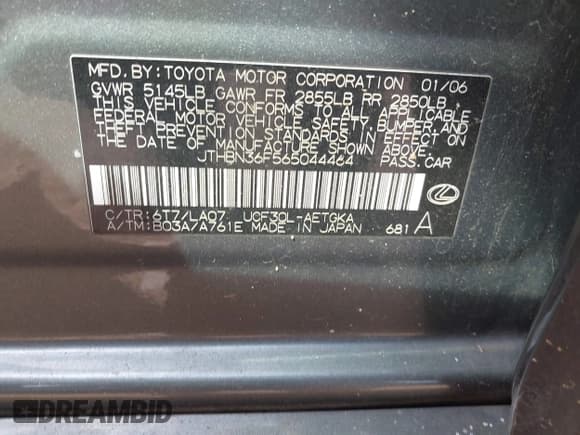 MFD. BY: TOYOTA MOTOR CORPORATION 01/06
GVWR 5145LB GAWR FR 2855LB RR 2850LB
THIS VEHICLE CONFORMS TO ALL APPLICABLE
FEDERAL MOTOR VEHICLE SAFETY, BUMPER, AND
THEFT PREVENTION STANDARDS IN EFFECT ON
THE DATE OF MANUFACTURE SHOWN ABOVE.
JTHBN36F565044464 PASS. CAR
C/TR: 6T7/LA07 UCF30L-AETGKA
A/TM: B03A/A761E MADE IN JAPAN 681 A
DREAMBID